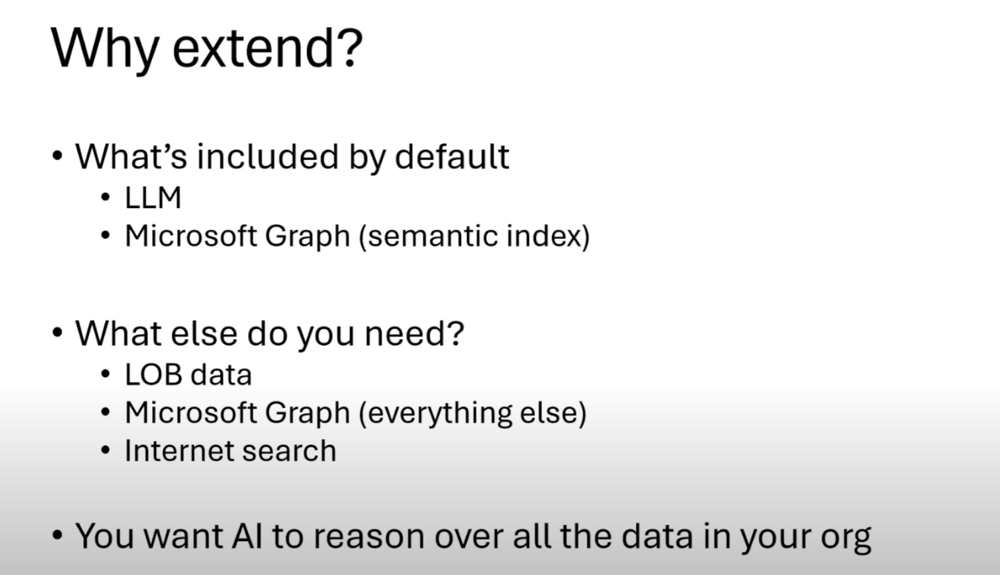 Why extend?
• What’s included by default
• LLM
• Microsoft Graph (semantic index)
• What else do you need?
• LOB data
• Microsoft Graph (everything else)
• Internet search
• You want AI to reason over all the data in your org